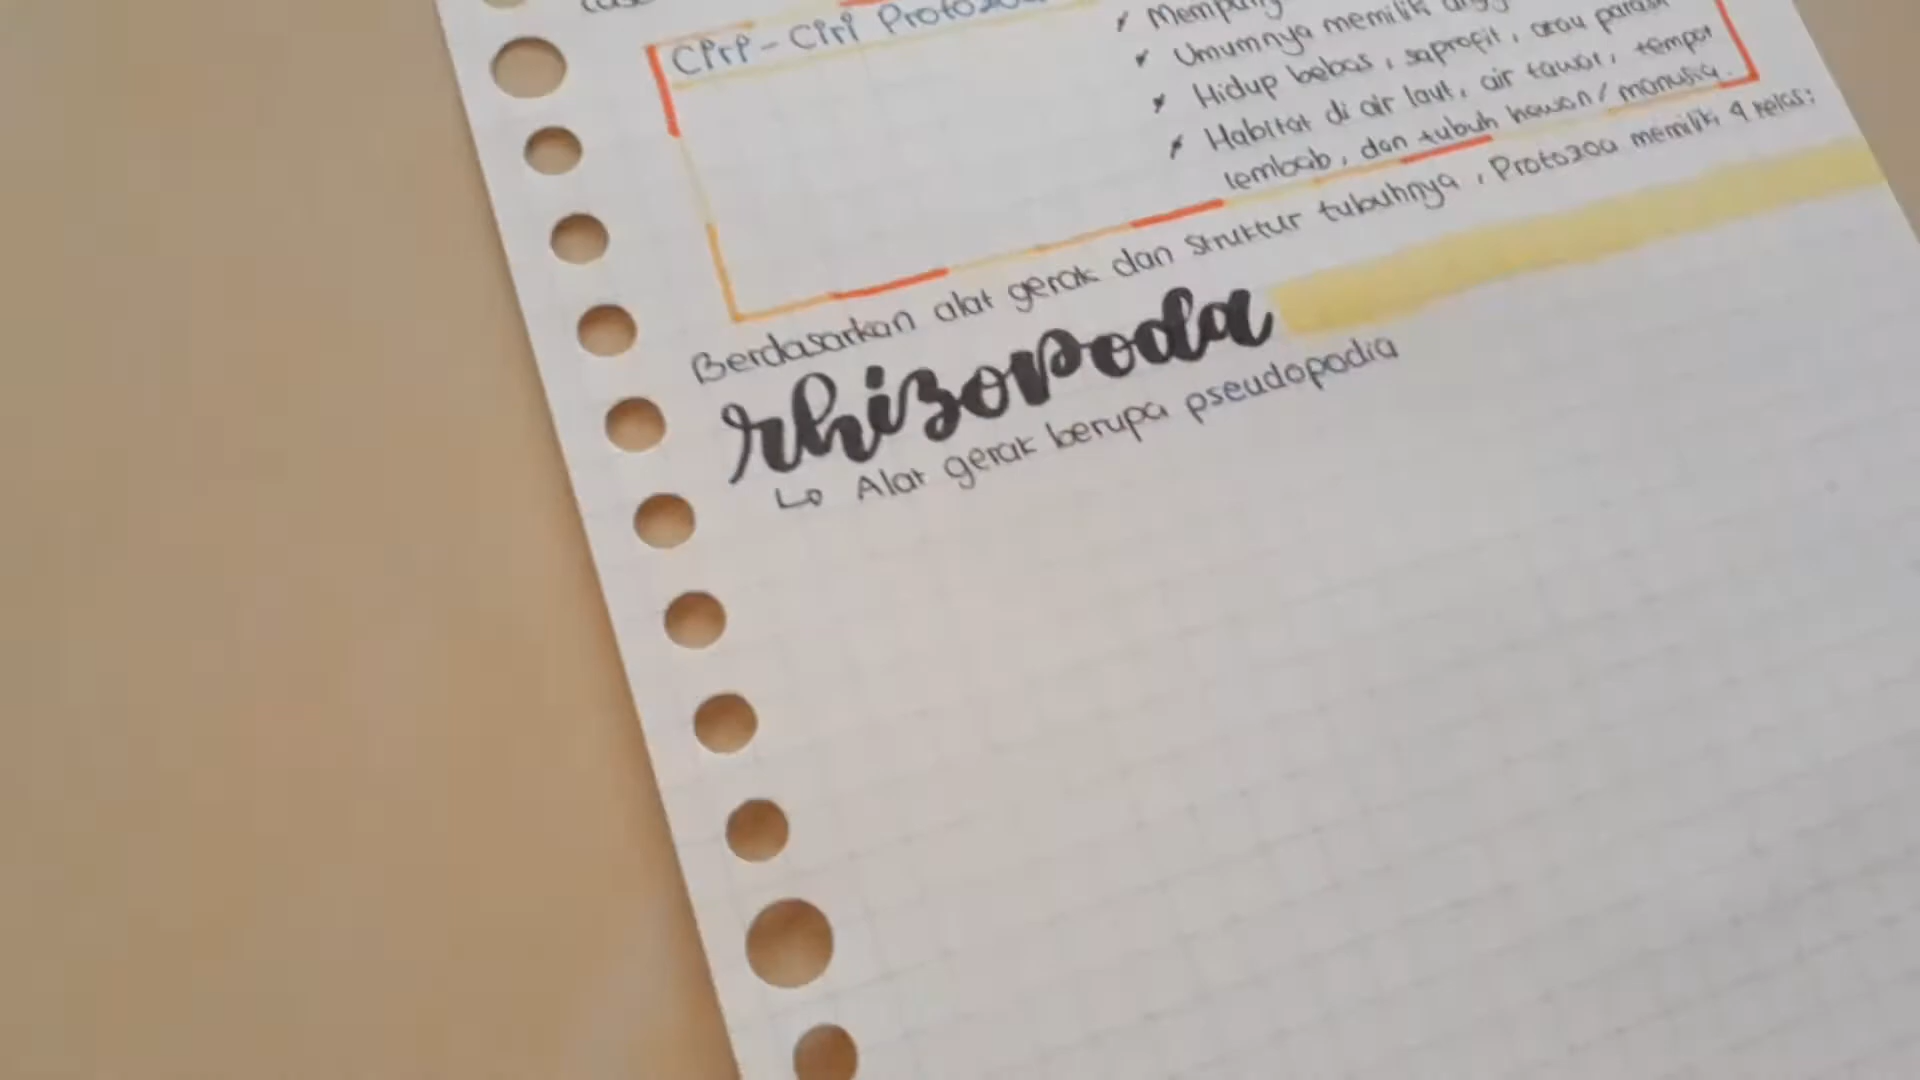 Ciri-Ciri
Umumnya memiliki
Hidup bebas, saprofit, atau parasit
Habitat di air laut, air tawar, tempat
lembab, dan tubuh hewan/manusia.
Berdasarkan alat gerak dan struktur tubuhnya, Protozoa memiliki 4 kelas:
rhizopoda
↳ Alat gerak berupa pseudopodia